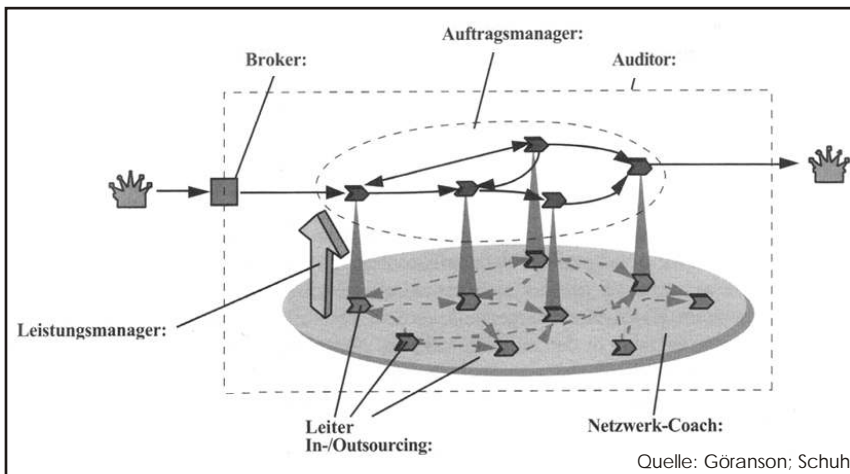 Auftragsmanager:
Broker:
Auditor:
Leistungsmanager:
Leiter
In-/Outsourcing:
Netzwerk-Coach:
Quelle: Göranson; Schuh